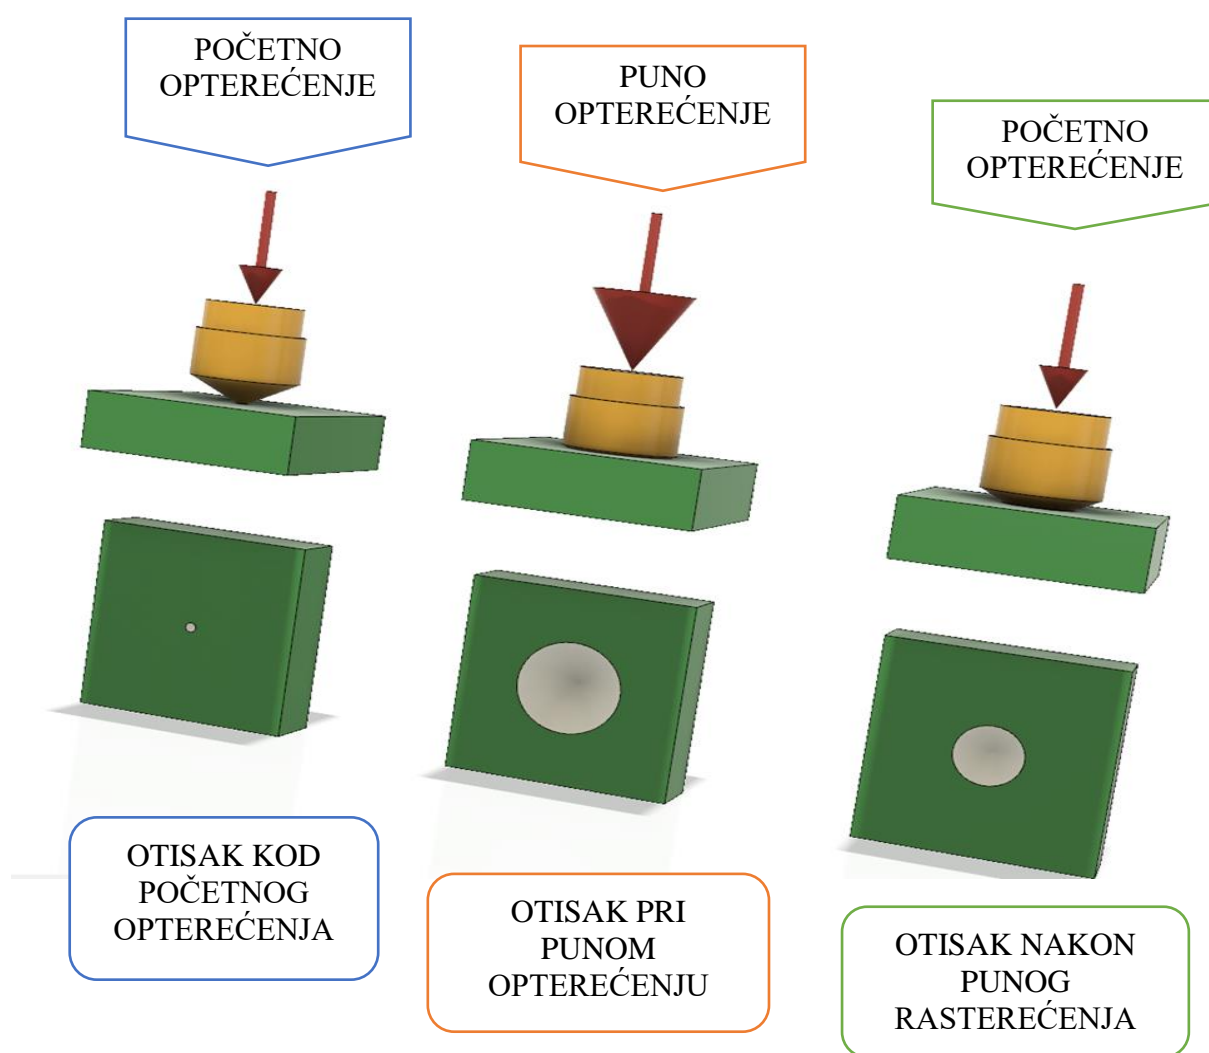 POČETNO
OPTEREĆENJE
PUNO
OPTEREĆENJE
POČETNO
OPTEREĆENJE
OTISAK KOD
POČETNOG
OPTEREĆENJA
OTISAK PRI
PUNOM
OPTEREĆENJU
OTISAK NAKON
PUNOG
RASTEREĆENJA